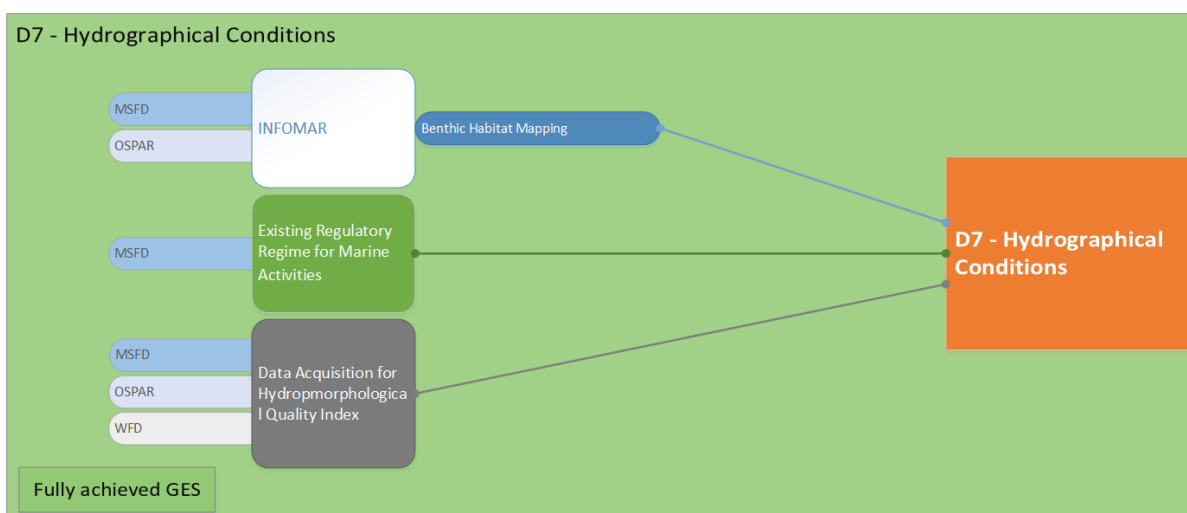 D7 - Hydrographical Conditions
MSFD
OSPAR
INFOMAR
Benthic Habitat Mapping
MSFD
Existing Regulatory
Regime for Marine
Activities
D7 - Hydrographical
Conditions
MSFD
OSPAR
WFD
Data Acquisition for
Hydropmorphologica
l Quality Index
Fully achieved GES